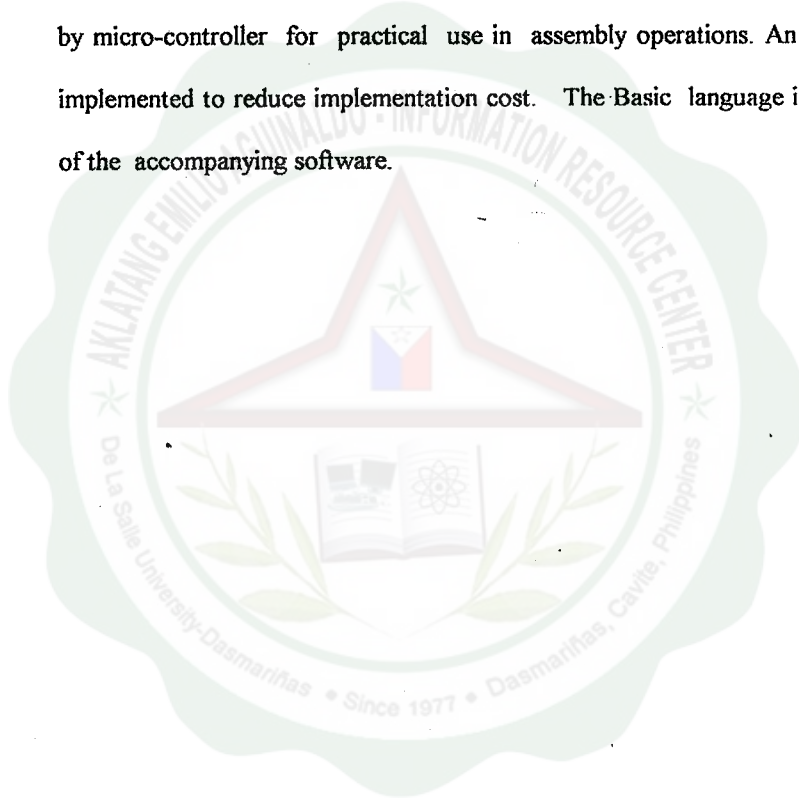 by micro-controller for practical use in assembly operations. An
implemented to reduce implementation cost. The Basic language i
of the accompanying software.
AKLATANG EMILIO AGUINALDO - INFORMATION RESOURCE CENTER
De La Salle University-Dasmariñas • Since 1977 • Dasmariñas, Cavite, Philippines